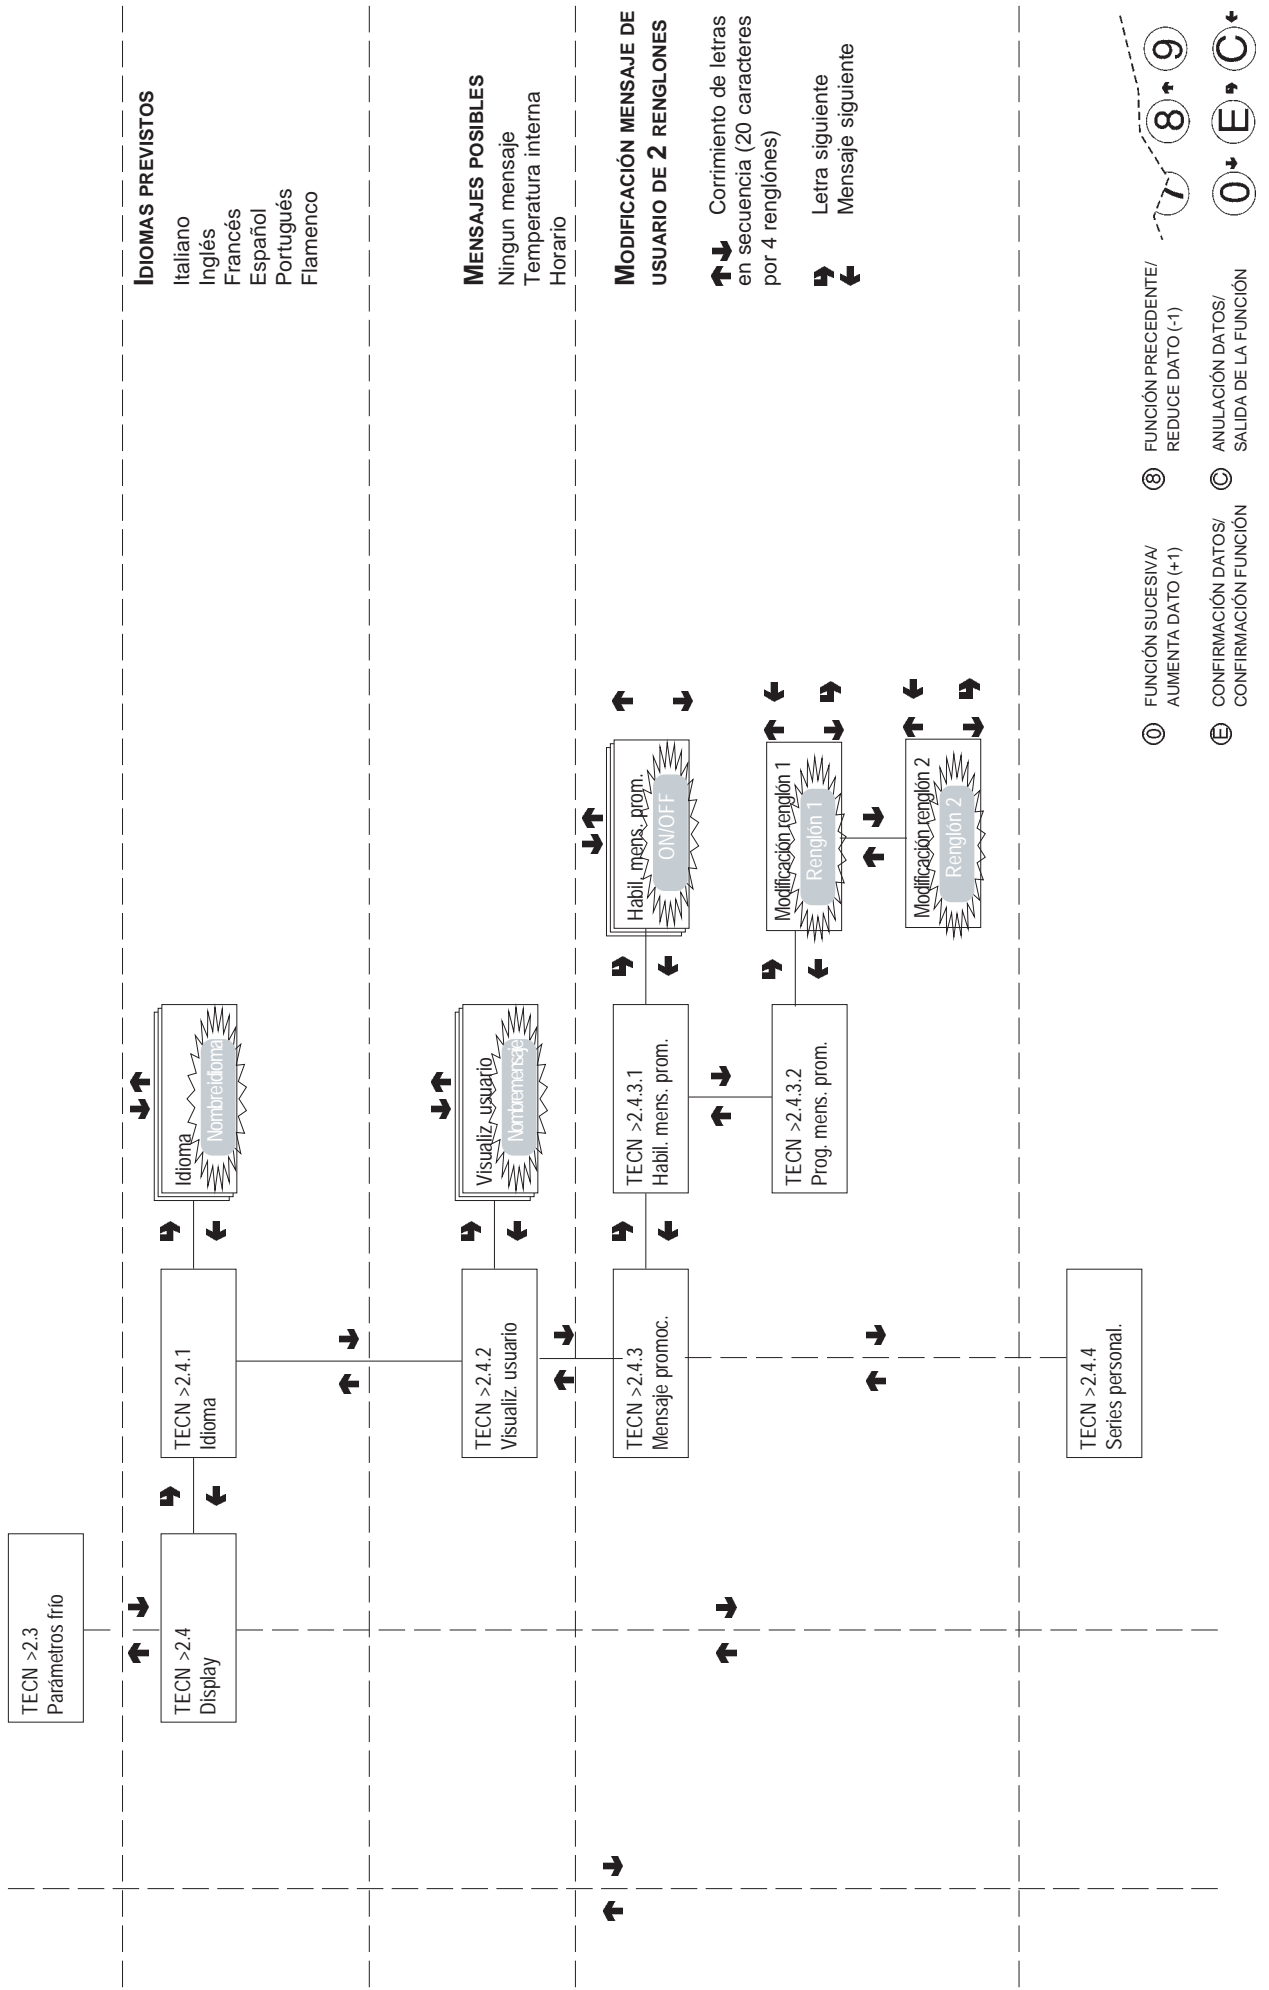 TECN >2.3
Parámetros frío
TECN >2.4
Display
TECN >2.4.1
Idioma
Idioma
Nombre idioma
IDIOMAS PREVISTOS
Italiano
Inglés
Francés
Español
Portugués
Flamenco
TECN >2.4.2
Visualiz. usuario
Visualiz. usuario
Nombre mensaje
MENSAJES POSIBLES
Ningun mensaje
Temperatura interna
Horario
TECN >2.4.3
Mensaje promoc.
TECN >2.4.3.1
Habil. mens. prom.
Habil. mens. prom.
ON/OFF
TECN >2.4.3.2
Prog. mens. prom.
Modificación renglón 1
Renglón 1
Modificación renglón 2
Renglón 2
MODIFICACIÓN MENSAJE DE
USUARIO DE 2 RENGLONES
Corrimiento de letras
en secuencia (20 caracteres
por 4 renglónes)
Letra siguiente
Mensaje siguiente
TECN >2.4.4
Series personal.
0 FUNCIÓN SUCESIVA/
AUMENTA DATO (+1)
8 FUNCIÓN PRECEDENTE/
REDUCE DATO (-1)
E CONFIRMACIÓN DATOS/
CONFIRMACIÓN FUNCIÓN
C ANULACIÓN DATOS/
SALIDA DE LA FUNCIÓN
7 8 9
0 E C